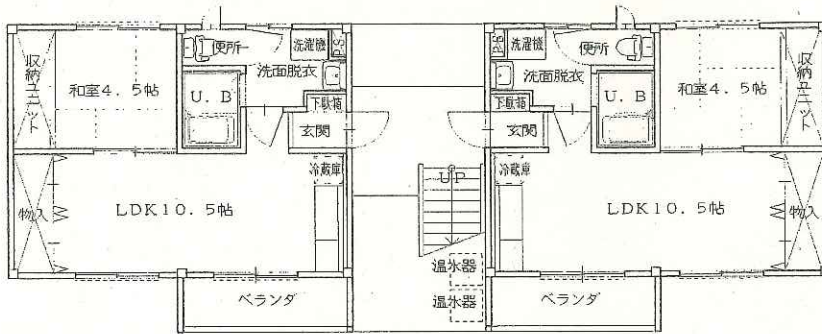 便所
洗濯機
PS
収納ユニット
和室4.5帖
U.B
洗面脱衣
下駄箱
玄関
冷蔵庫
物入
LDK10.5帖
ベランダ
UP
温水器
温水器
PS
洗濯機
便所
洗面脱衣
U.B
和室4.5帖
収納ユニット
下駄箱
玄関
冷蔵庫
LDK10.5帖
物入
ベランダ